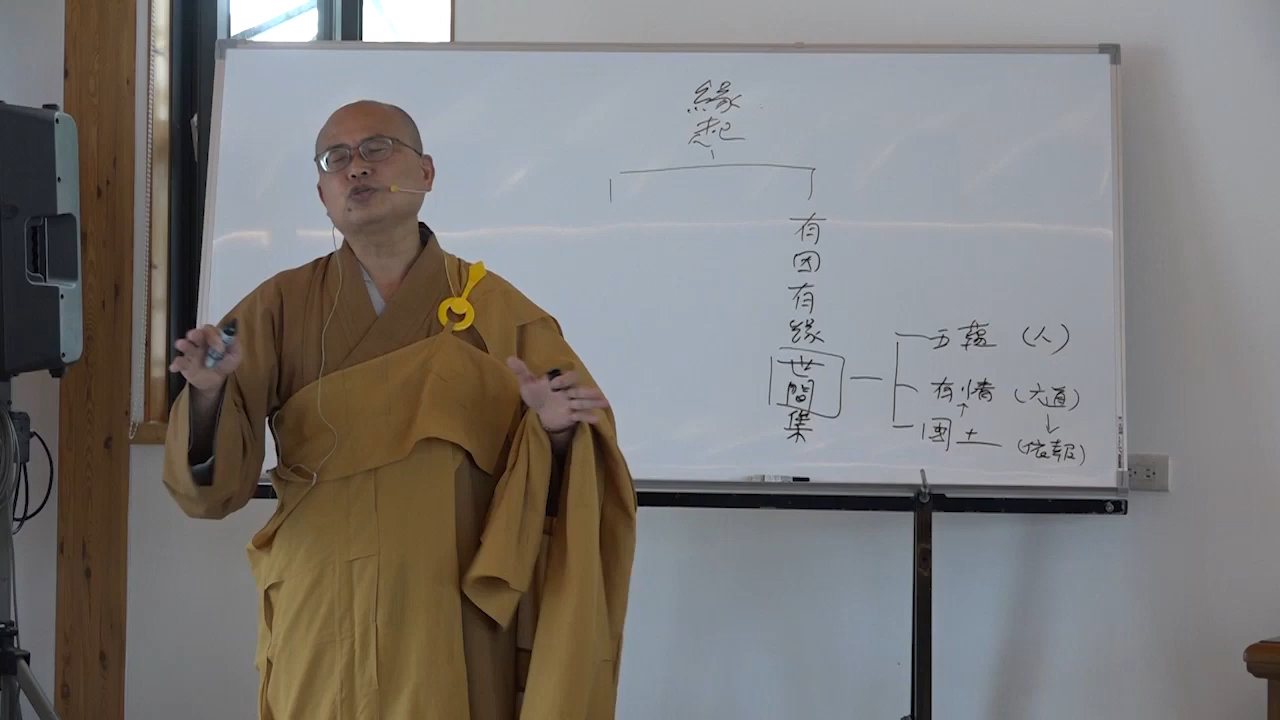 緣起
有因有緣世間集
五蘊（人）
有情（六道）
國土（依報）